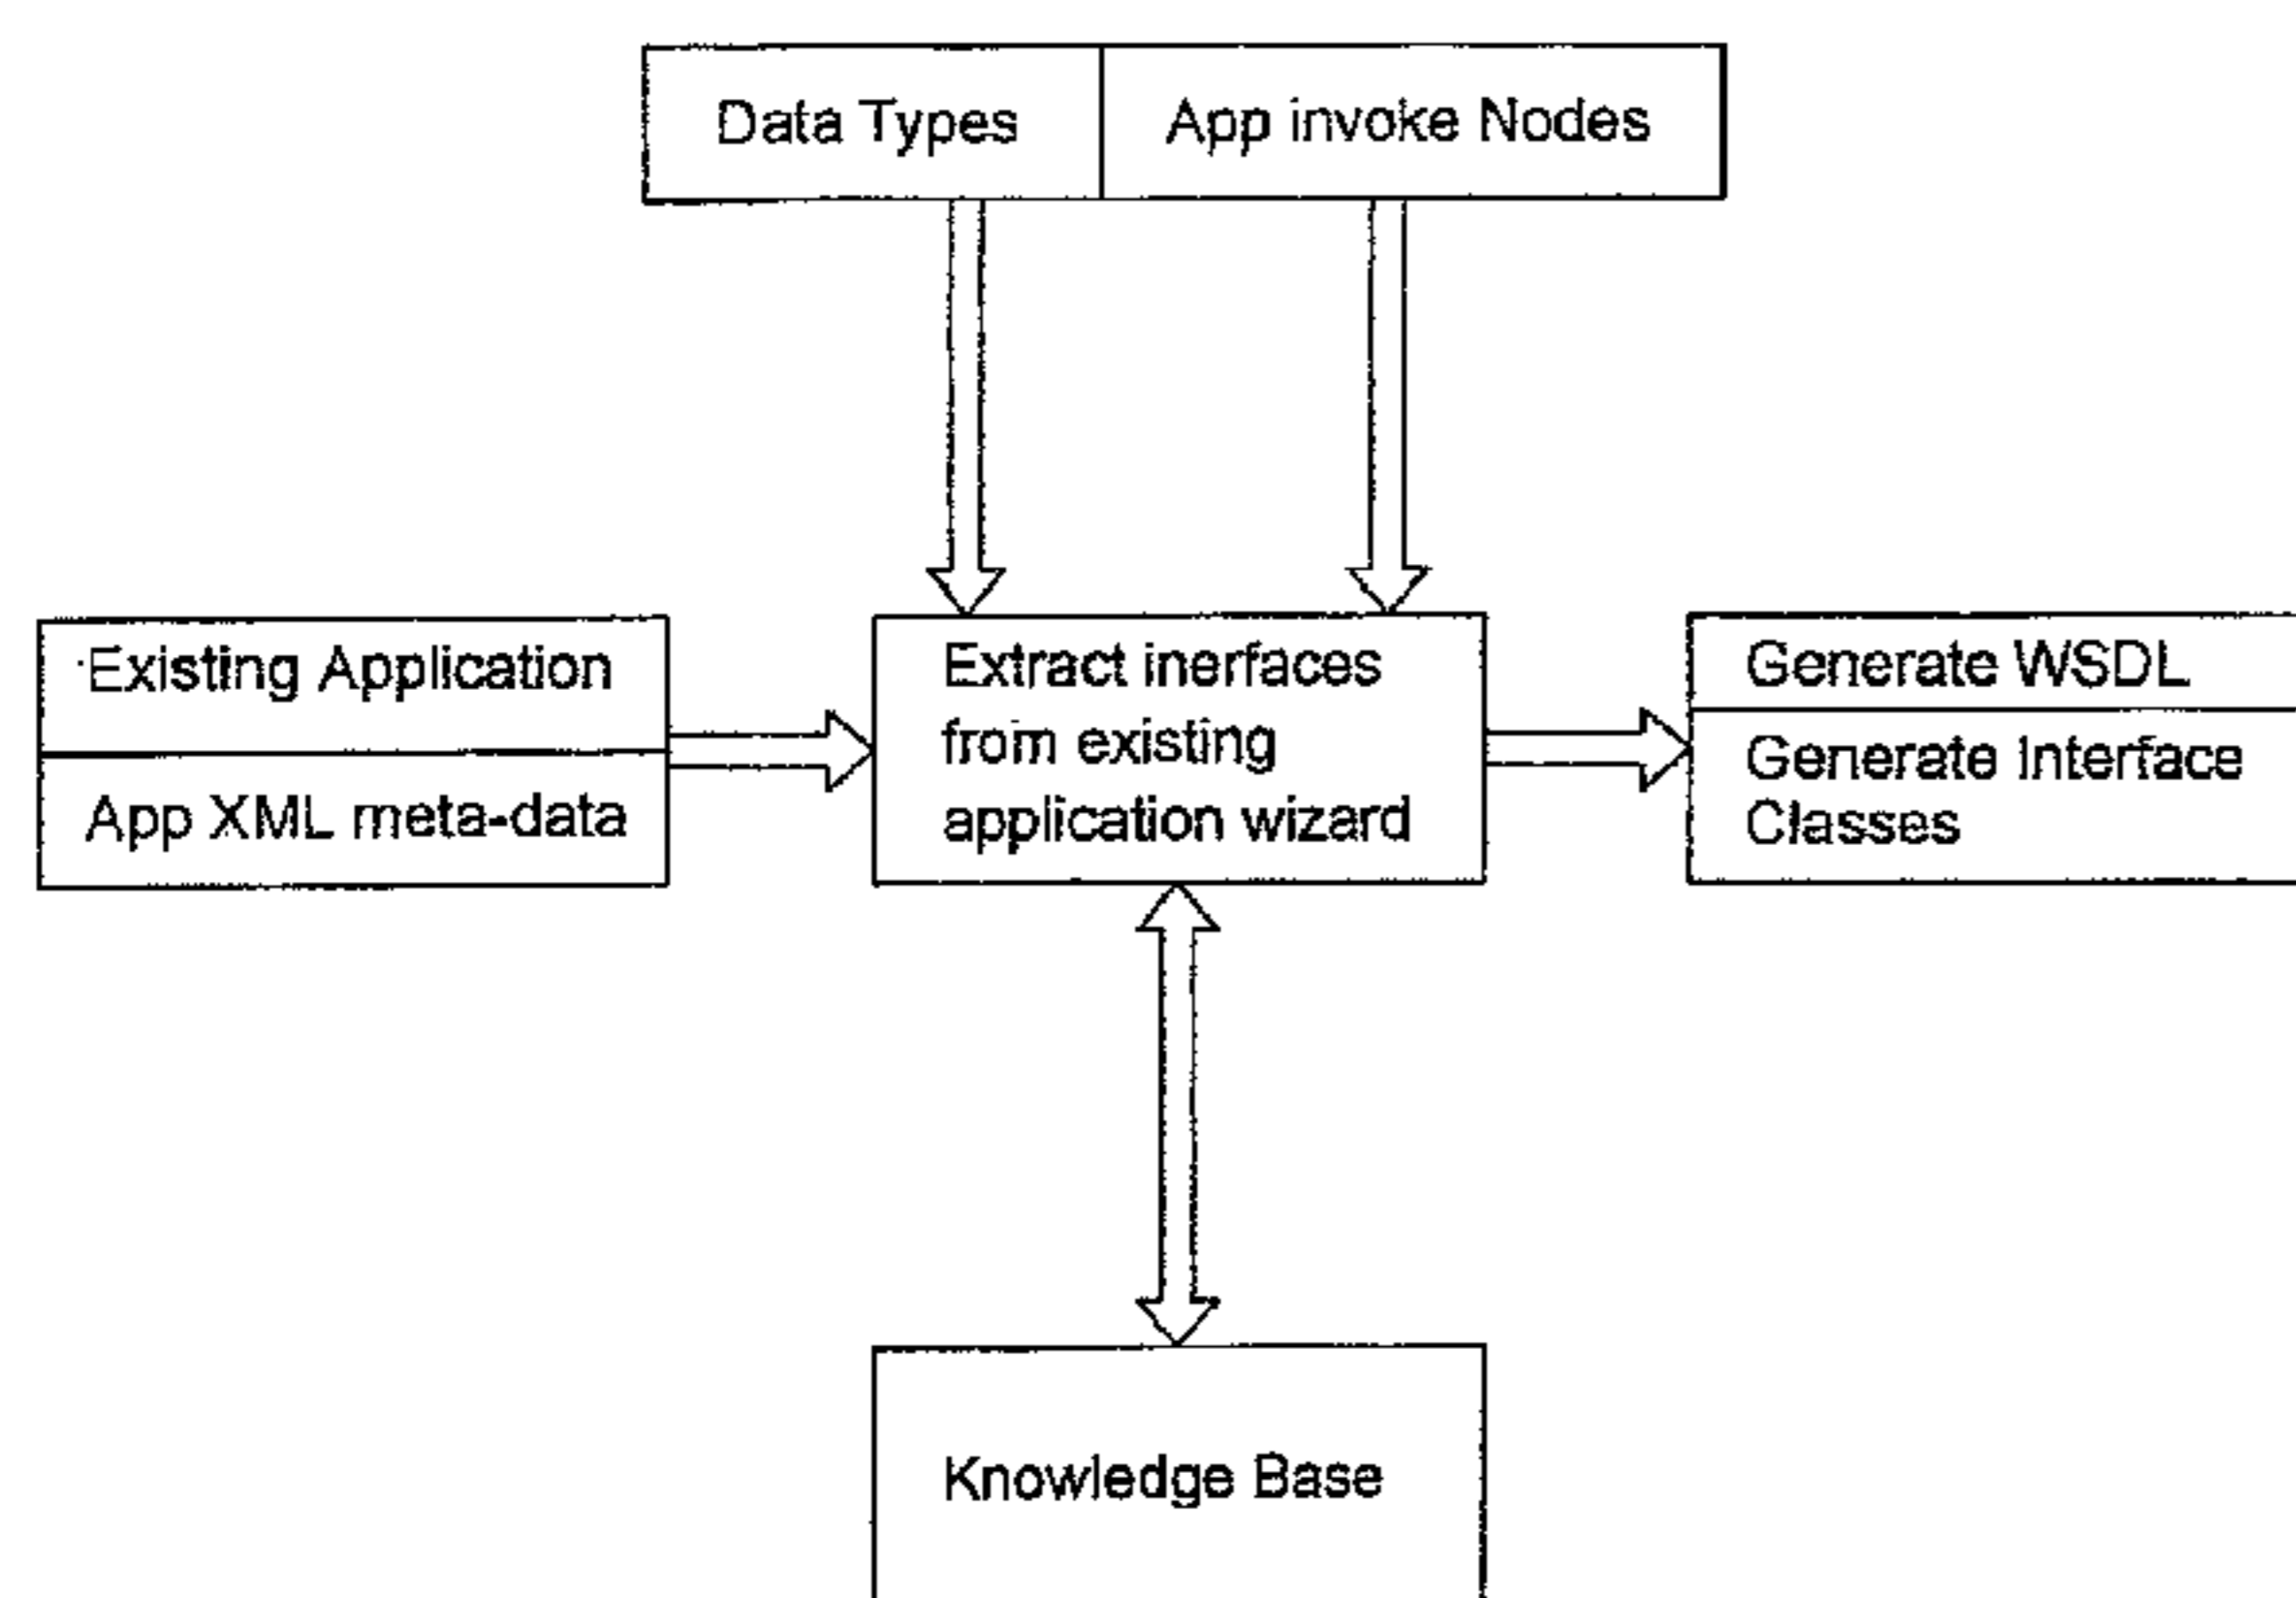 Data Types
App invoke Nodes
Existing Application
App XML meta-data
Extract inerfaces
from existing
application wizard
Generate WSDL
Generate Interface
Classes
Knowledge Base